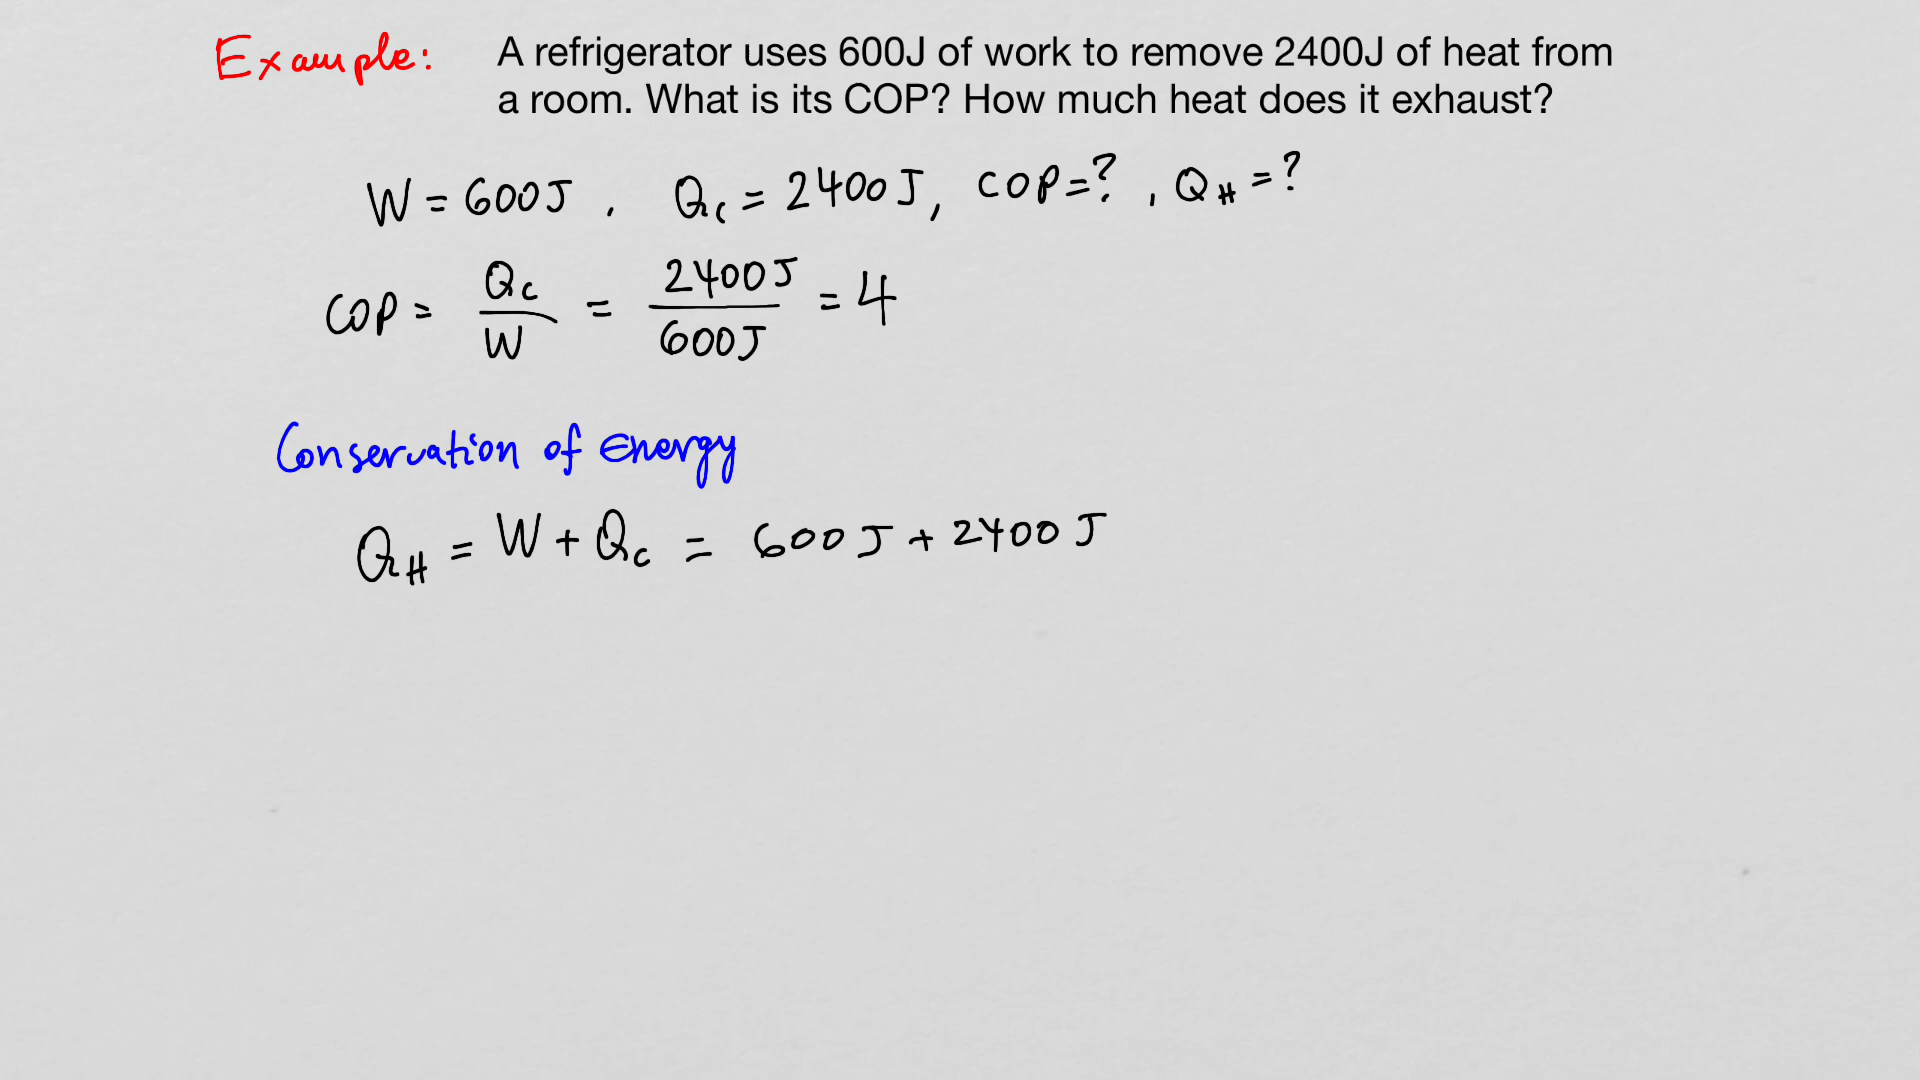 Example: A refrigerator uses 600J of work to remove 2400J of heat from
a room. What is its COP? How much heat does it exhaust?
W = 600J , Qc = 2400J, COP=? , QH =?
COP = Qc/W = 2400J/600J = 4
Conservation of Energy
QH = W + Qc = 600J + 2400J